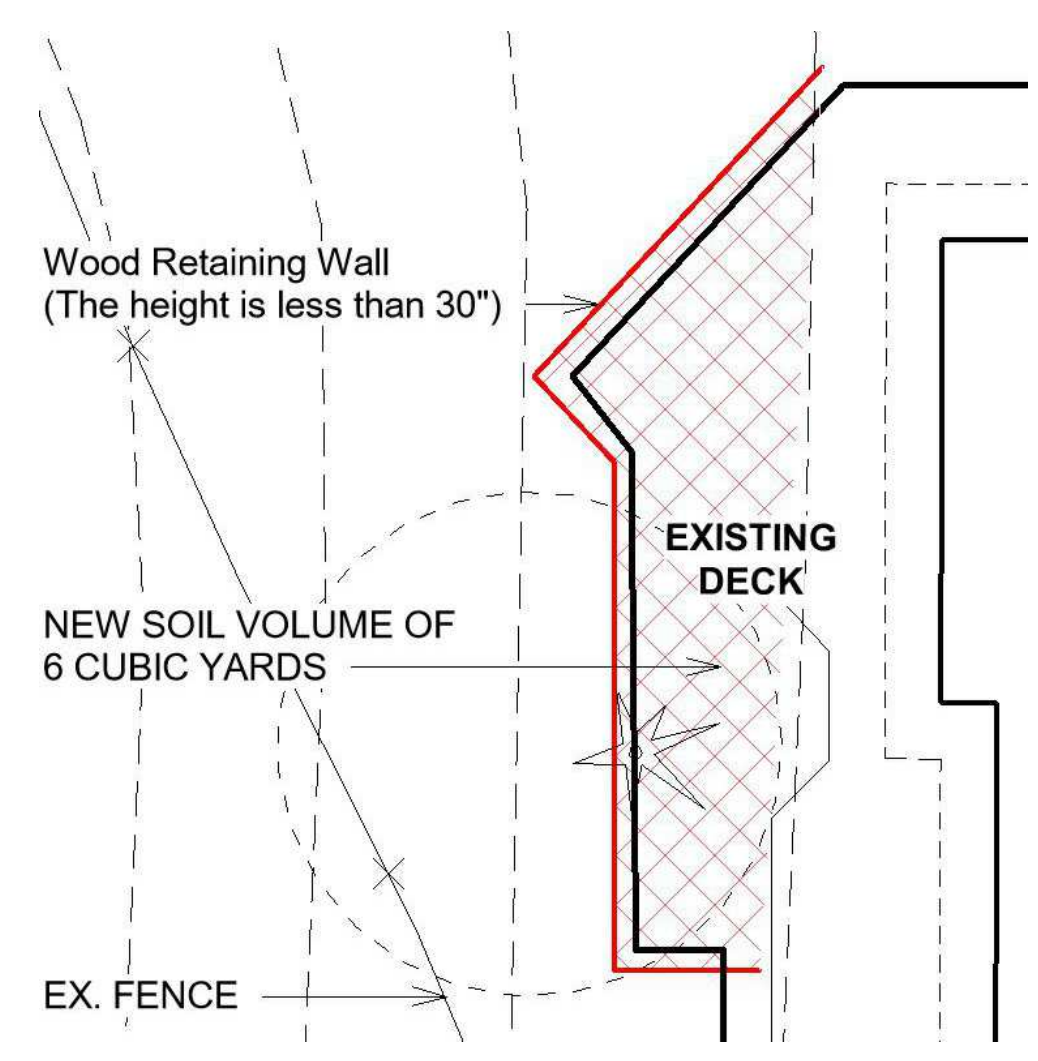 Wood Retaining Wall
(The height is less than 30")
EXISTING
DECK
NEW SOIL VOLUME OF
6 CUBIC YARDS
EX. FENCE